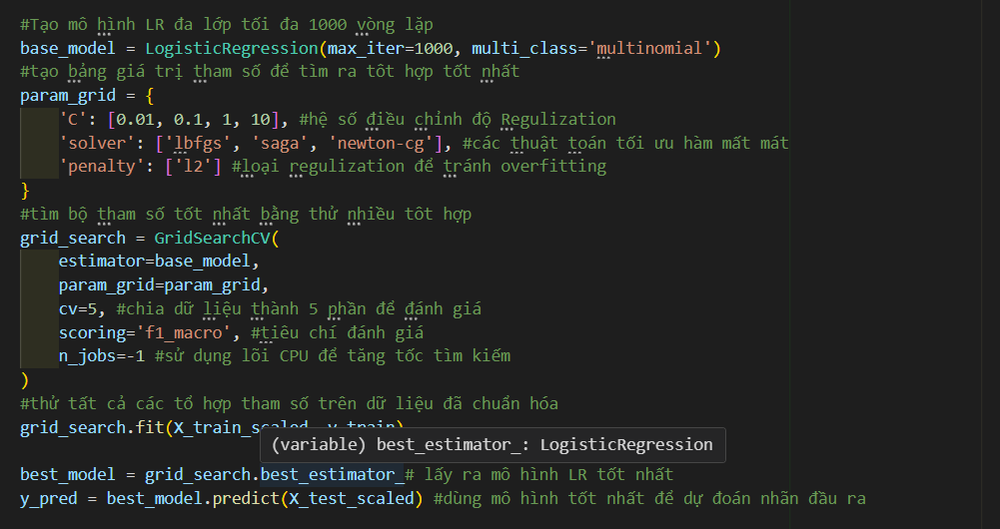 #Tạo mô hình LR đa lớp tối đa 1000 vòng lặp
base_model = LogisticRegression(max_iter=1000, multi_class='multinomial')
#tạo bảng giá trị tham số để tìm ra tôt hợp tốt nhất
param_grid = {
    'C': [0.01, 0.1, 1, 10], #hệ số điều chỉnh độ Regulization
    'solver': ['lbfgs', 'saga', 'newton-cg'], #các thuật toán tối ưu hàm mất mát
    'penalty': ['l2'] #loại regulization để tránh overfitting
}
#tìm bộ tham số tốt nhất bằng thử nhiều tôt hợp
grid_search = GridSearchCV(
    estimator=base_model,
    param_grid=param_grid,
    cv=5, #chia dữ liệu thành 5 phần để đánh giá
    scoring='f1_macro', #tiêu chí đánh giá
    n_jobs=-1 #sử dụng lõi CPU để tăng tốc tìm kiếm
)
#thử tất cả các tổ hợp tham số trên dữ liệu đã chuẩn hóa
grid_search.fit(X_train_scaled, y_train)
(variable) best_estimator_: LogisticRegression
best_model = grid_search.best_estimator_# lấy ra mô hình LR tốt nhất
y_pred = best_model.predict(X_test_scaled) #dùng mô hình tốt nhất để dự đoán nhãn đầu ra